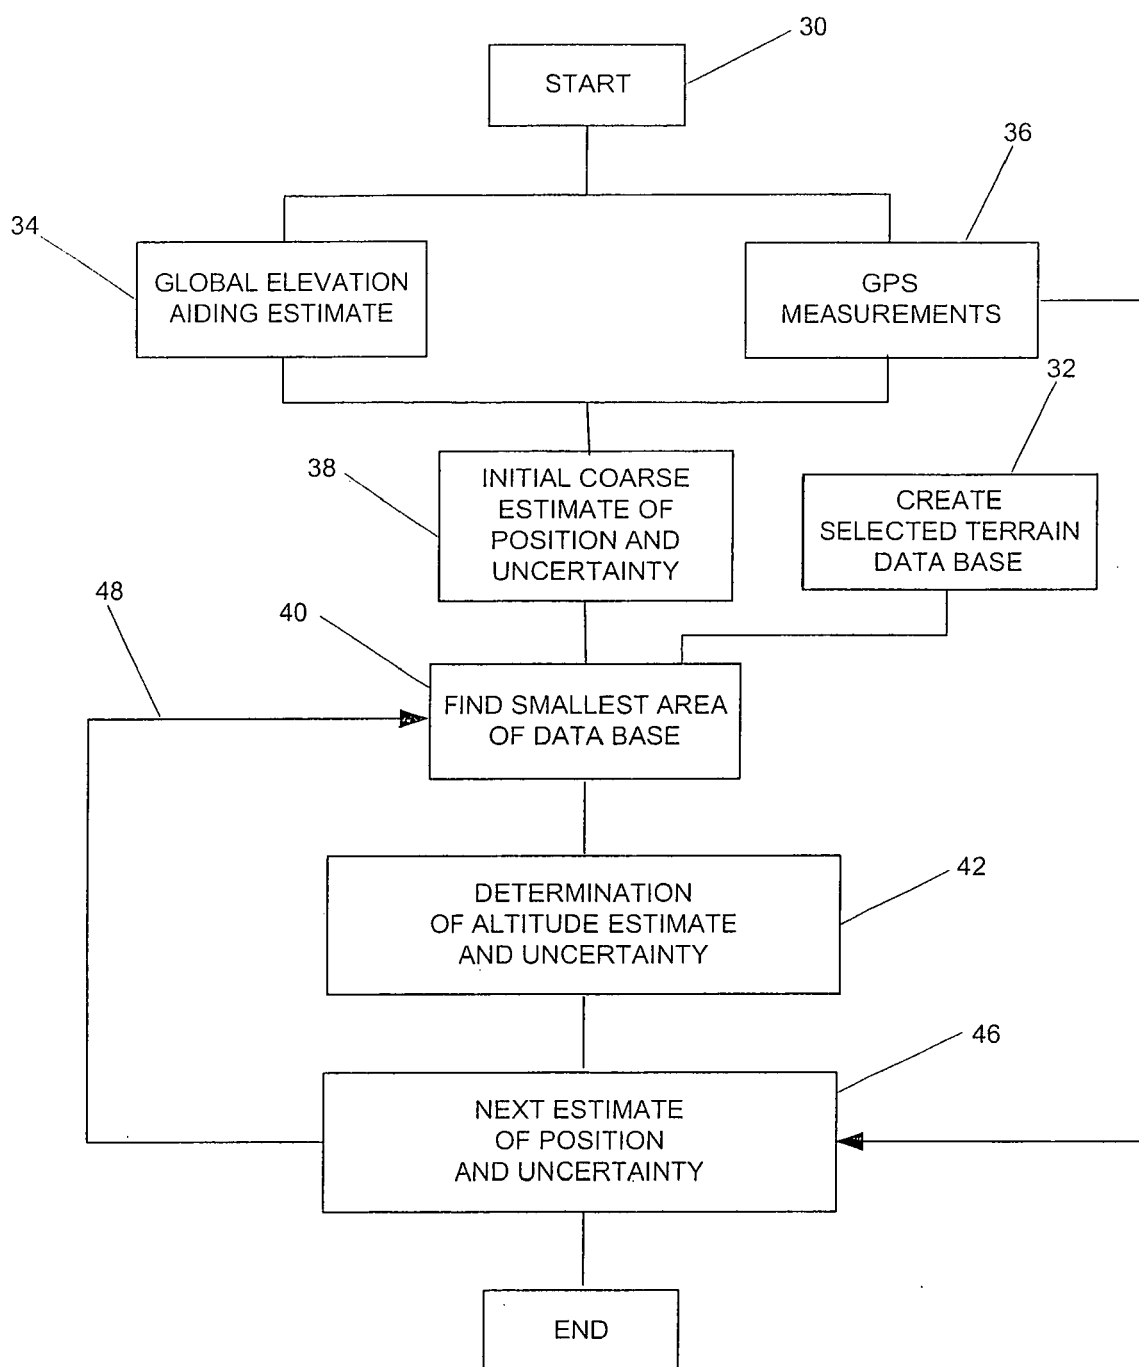 30
START
36
34
GLOBAL ELEVATION
AIDING ESTIMATE
GPS
MEASUREMENTS
32
38
INITIAL COARSE
ESTIMATE OF
POSITION AND
UNCERTAINTY
CREATE
SELECTED TERRAIN
DATA BASE
48
40
FIND SMALLEST AREA
OF DATA BASE
42
DETERMINATION
OF ALTITUDE ESTIMATE
AND UNCERTAINTY
46
NEXT ESTIMATE
OF POSITION
AND UNCERTAINTY
END